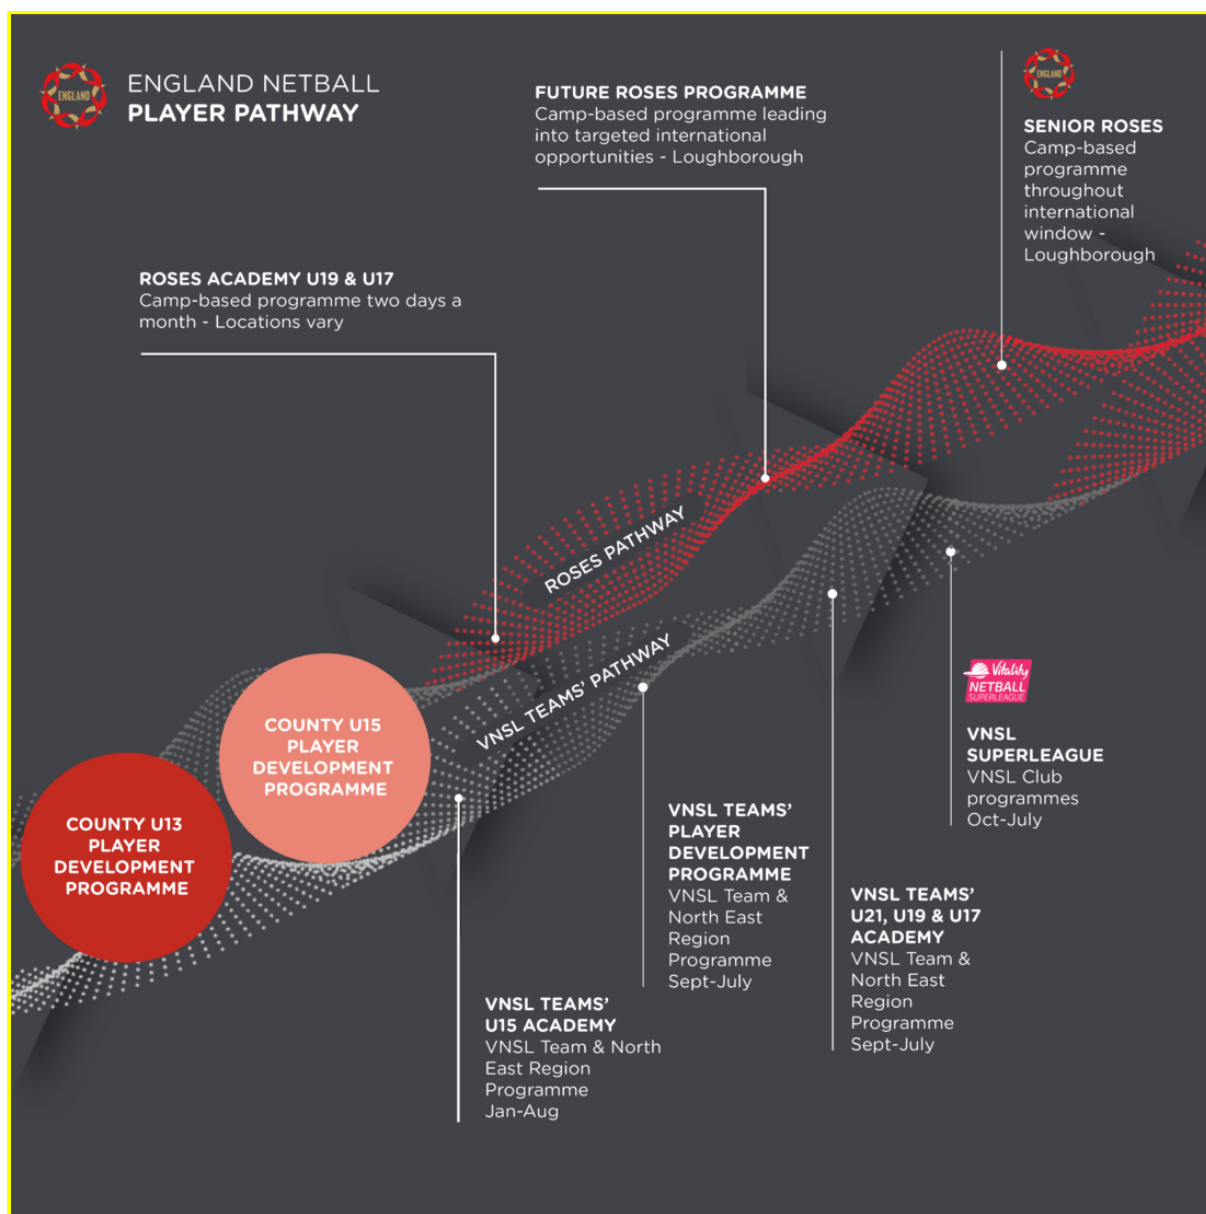 ENGLAND
ENGLAND NETBALL
PLAYER PATHWAY
FUTURE ROSES PROGRAMME
Camp-based programme leading
into targeted international
opportunities - Loughborough
ENGLAND
SENIOR ROSES
Camp-based
programme
throughout
international
window -
Loughborough
ROSES ACADEMY U19 & U17
Camp-based programme two days a
month - Locations vary
ROSES PATHWAY
VNSL TEAMS' PATHWAY
COUNTY U15
PLAYER
DEVELOPMENT
PROGRAMME
COUNTY U13
PLAYER
DEVELOPMENT
PROGRAMME
Vitality
NETBALL
SUPERLEAGUE
VNSL
SUPERLEAGUE
VNSL Club
programmes
Oct-July
VNSL TEAMS'
PLAYER
DEVELOPMENT
PROGRAMME
VNSL Team &
North East
Region
Programme
Sept-July
VNSL TEAMS'
U21, U19 & U17
ACADEMY
VNSL Team &
North East
Region
Programme
Sept-July
VNSL TEAMS'
U15 ACADEMY
VNSL Team & North
East Region
Programme
Jan-Aug